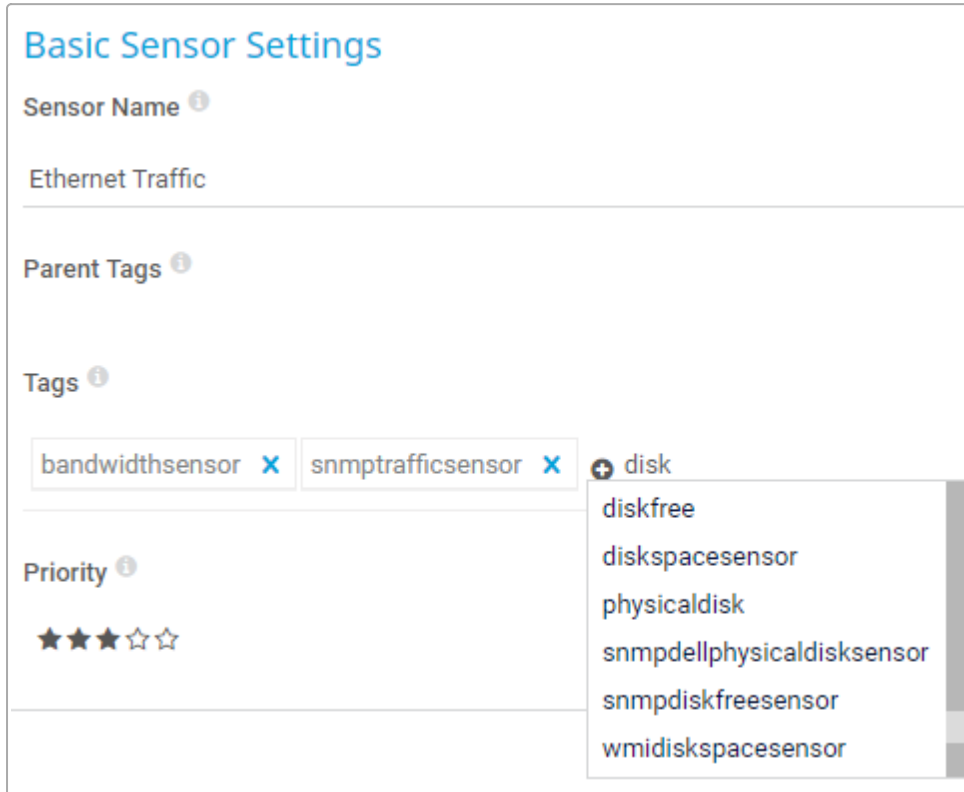 Basic Sensor Settings
Sensor Name
Ethernet Traffic
Parent Tags
Tags
bandwidthsensor snmptrafficsensor disk
diskfree
diskspacesensor
physicaldisk
snmpdellphysicaldisksensor
snmpdiskfreesensor
wmidiskspacesensor
Priority